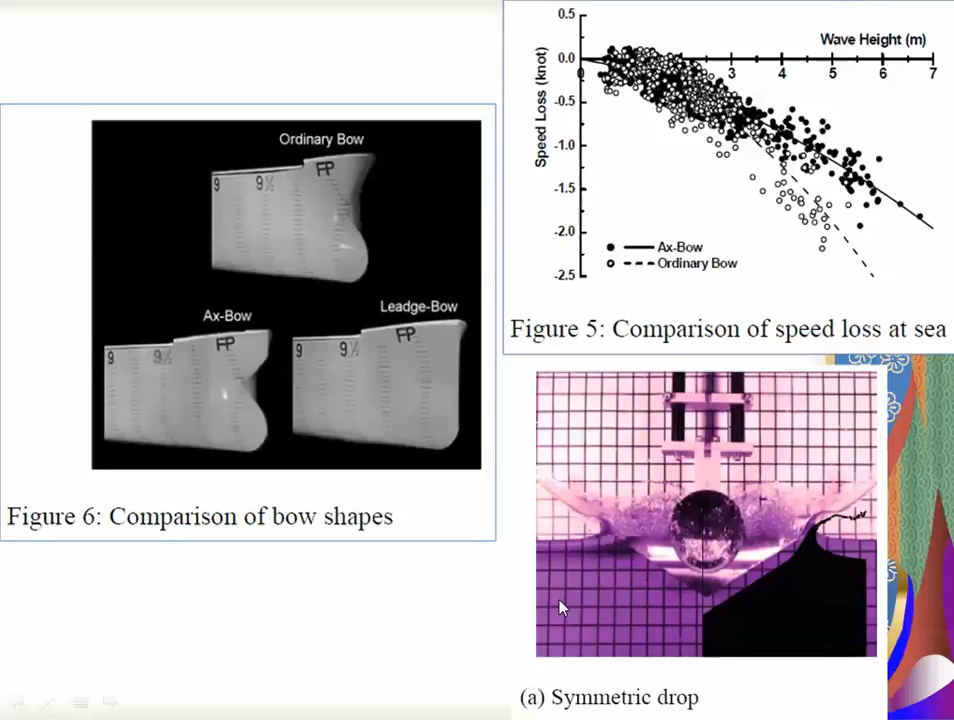 Ordinary Bow
9
9½
FP
Ax-Bow
9
9½
FP
Leadge-Bow
9
9½
FP
Figure 6: Comparison of bow shapes
0.5
0.0
-0.5
-1.0
-1.5
-2.0
-2.5
Speed Loss (knot)
Wave Height (m)
0
3
4
5
6
7
Ax-Bow
Ordinary Bow
Figure 5: Comparison of speed loss at sea
(a) Symmetric drop